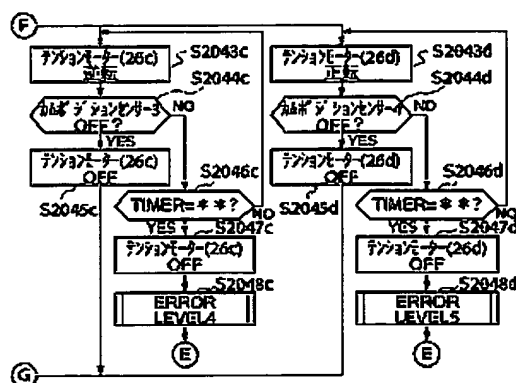 F
テンションモーター(26c)
S2043c
S2044c
カムポジションセンサー3
OFF?
NO
YES
テンションモーター(26c)
OFF
S2045c
S2046c
TIMER=**?
NO
YES
S2047c
テンションモーター(26c)
OFF
S2048c
ERROR
LEVEL4
E
テンションモーター(26d)
S2043d
S2044d
カムポジションセンサー4
OFF?
NO
YES
テンションモーター(26d)
OFF
S2045d
S2046d
TIMER=**?
NO
YES
S2047d
テンションモーター(26d)
OFF
S2048d
ERROR
LEVEL5
E
G